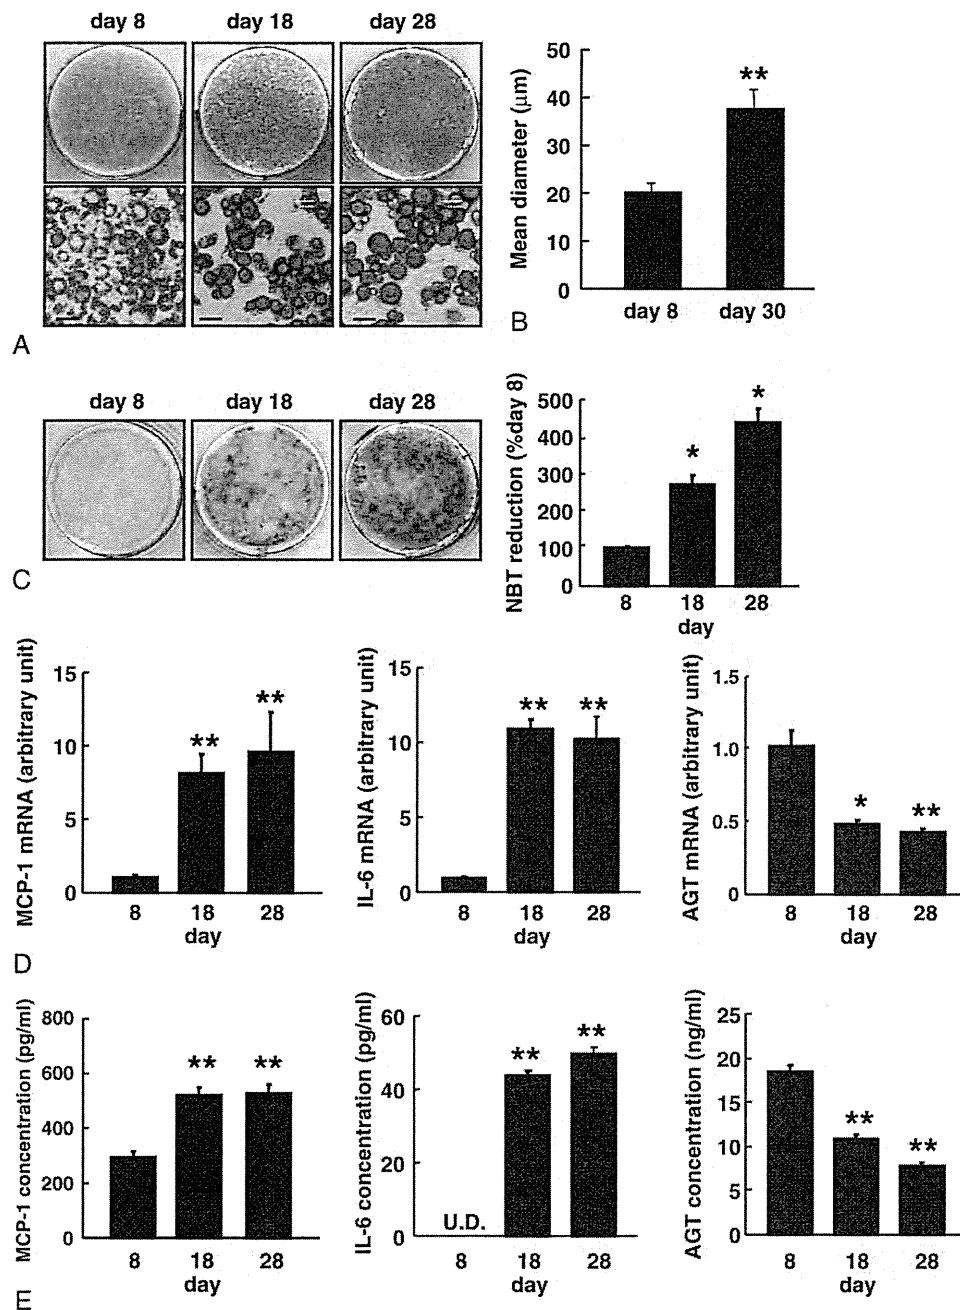 day 8 day 18 day 28
A
Mean diameter (μm)
50
40
30
20
10
0
**
day 8 day 30
B
day 8 day 18 day 28
C
NBT reduction (%day 8)
500
400
300
200
100
0
* *
8 18 28
day
MCP-1 mRNA (arbitrary unit)
15
10
5
0
** **
8 18 28
day
IL-6 mRNA (arbitrary unit)
15
10
5
0
** **
8 18 28
day
AGT mRNA (arbitrary unit)
1.5
1.0
0.5
0
* **
8 18 28
day
D
MCP-1 concentration (pg/ml)
800
600
400
200
0
** **
8 18 28
day
IL-6 concentration (pg/ml)
60
40
20
0
U.D.
** **
8 18 28
day
AGT concentration (ng/ml)
25
20
15
10
5
0
** **
8 18 28
day
E